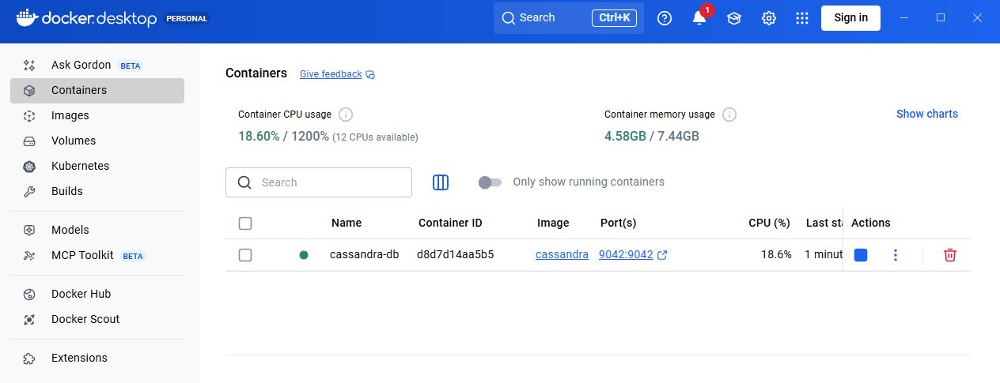 docker.desktop PERSONAL Search Ctrl+K 1 Sign in
Ask Gordon BETA
Containers
Images
Volumes
Kubernetes
Builds
Models
MCP Toolkit BETA
Docker Hub
Docker Scout
Extensions
Containers Give feedback
Container CPU usage
18.60% / 1200% (12 CPUs available)
Container memory usage
4.58GB / 7.44GB
Show charts
Search Only show running containers
Name Container ID Image Port(s) CPU (%) Last sta Actions
cassandra-db d8d7d14aa5b5 cassandra 9042:9042 18.6% 1 minut